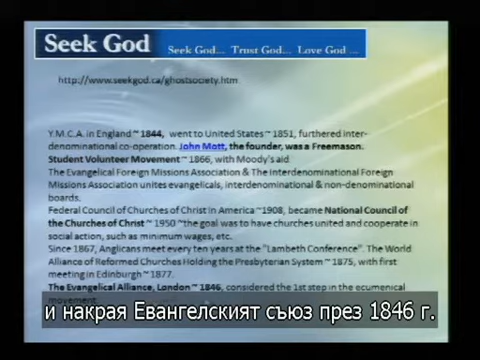 Seek God Seek God... Trust God... Love God ...
http://www.seekgod.ca/ghostsociety.htm
Y.M.C.A. in England ~ 1844, went to United States ~ 1851, furthered inter-
denominational co-operation. John Mott, the founder, was a Freemason.
Student Volunteer Movement ~ 1866, with Moody's aid
The Evangelical Foreign Missions Association & The Interdenominational Foreign
Missions Association unites evangelicals, interdenominational & non-denominational
boards.
Federal Council of Churches of Christ in America ~1908, became National Council of
the Churches of Christ ~ 1950 ~the goal was to have churches united and cooperate in
social action, such as minimum wages, etc.
Since 1867, Anglicans meet every ten years at the "Lambeth Conference". The World
Alliance of Reformed Churches Holding the Presbyterian System ~ 1875, with first
meeting in Edinburgh ~ 1877.
The Evangelical Alliance, London ~ 1846, considered the 1st step in the ecumenical
movement.
и накрая Евангелският съюз през 1846 г.